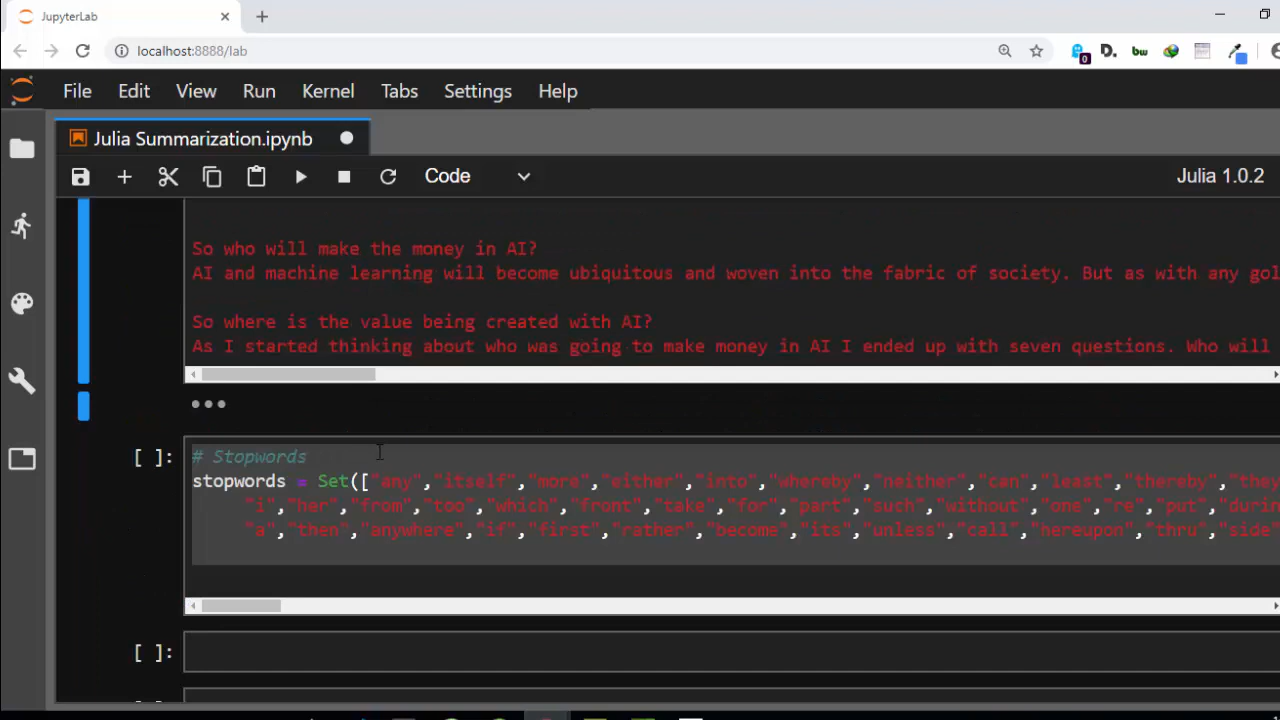 JupyterLab
localhost:8888/lab
D.
bw
0
File Edit View Run Kernel Tabs Settings Help
Julia Summarization.ipynb
Code
Julia 1.0.2
So who will make the money in AI?
AI and machine learning will become ubiquitous and woven into the fabric of society. But as with any gol
So where is the value being created with AI?
As I started thinking about who was going to make money in AI I ended up with seven questions. Who will
[ ]: # Stopwords
stopwords = Set(["any","itself","more","either","into","whereby","neither","can","least","thereby","they
"i","her","from","too","which","front","take","for","part","such","without","one","re","put","durin
"a","then","anywhere","if","first","rather","become","its","unless","call","hereupon","thru","side"
[ ]: